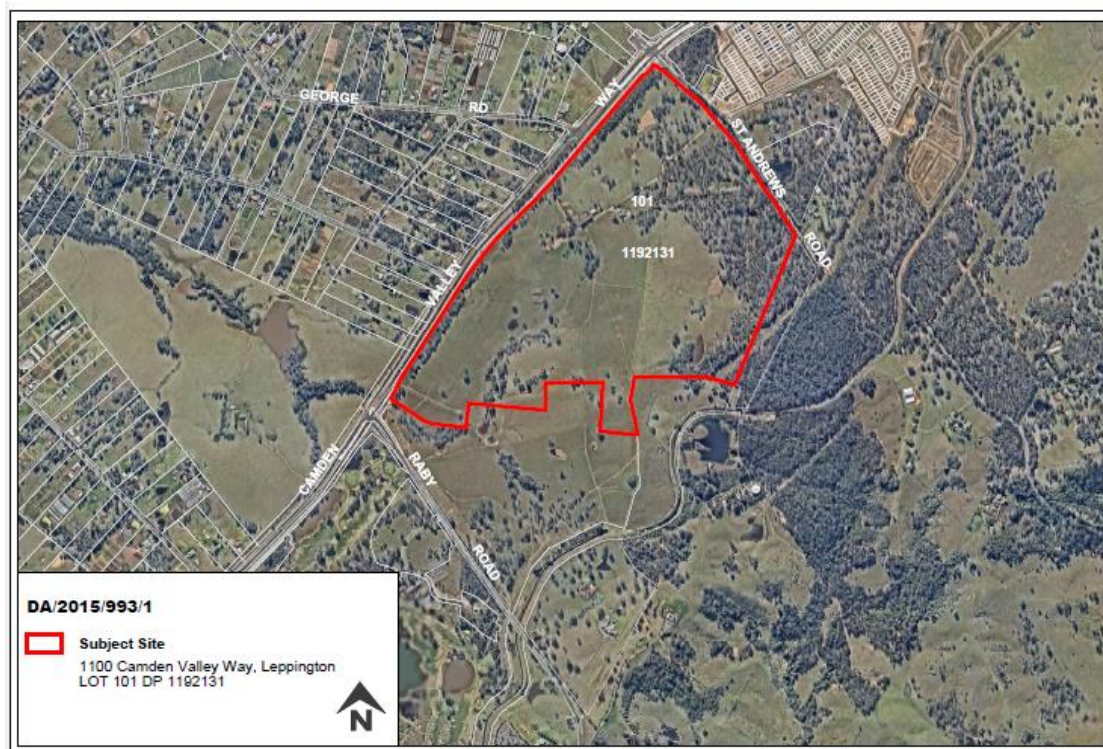 GEORGE RD
WAY
ST ANDREWS
ROAD
101
1192131
VALLEY
CAMDEN
RABY
ROAD
DA/2015/993/1
Subject Site
1100 Camden Valley Way, Leppington
LOT 101 DP 1192131
N